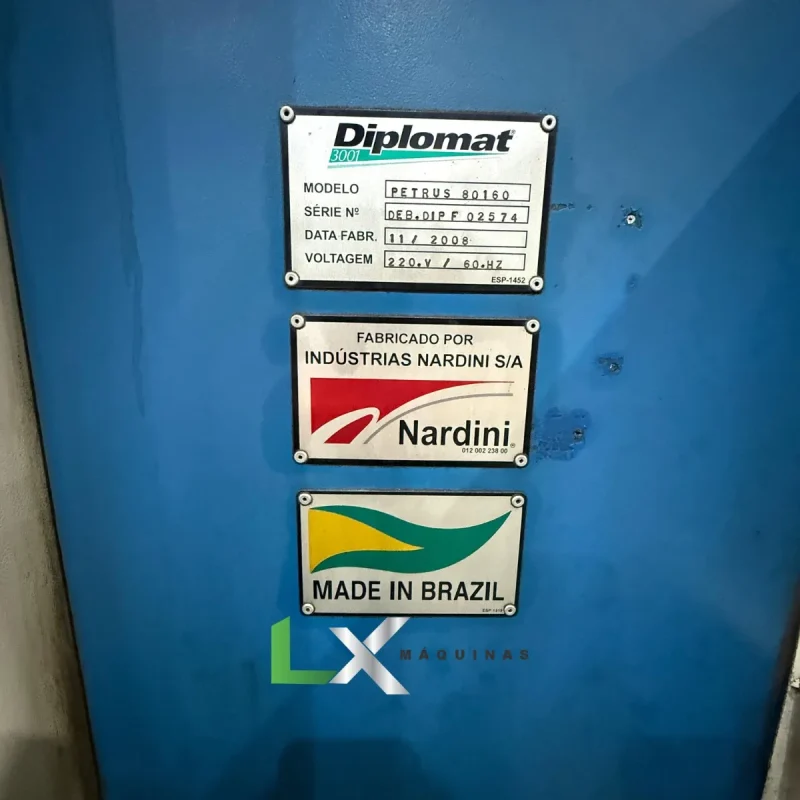 Diplomat
3001
MODELO PETRUS 80160
SÉRIE Nº DEB.DIP F 02574
DATA FABR. 11/ 2008
VOLTAGEM 220.V / 60.HZ
ESP-1452
FABRICADO POR
INDÚSTRIAS NARDINI S/A
Nardini
012 002 238 00
MADE IN BRAZIL
LX MÁQUINAS